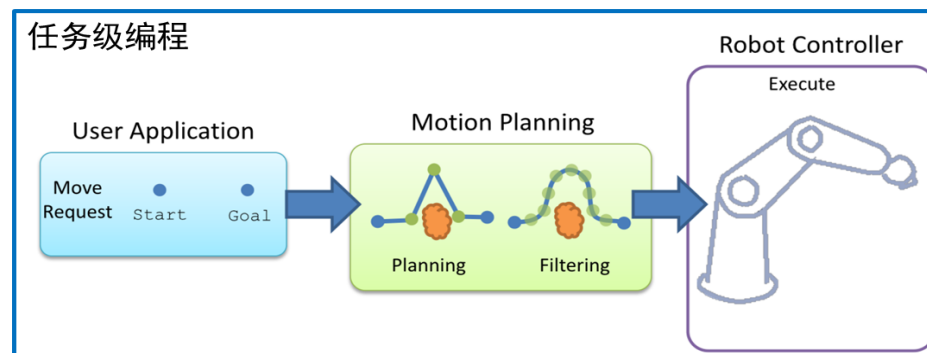 任务级编程
Robot Controller
Execute
User Application
Motion Planning
Move
Request
Start
Goal
Planning
Filtering